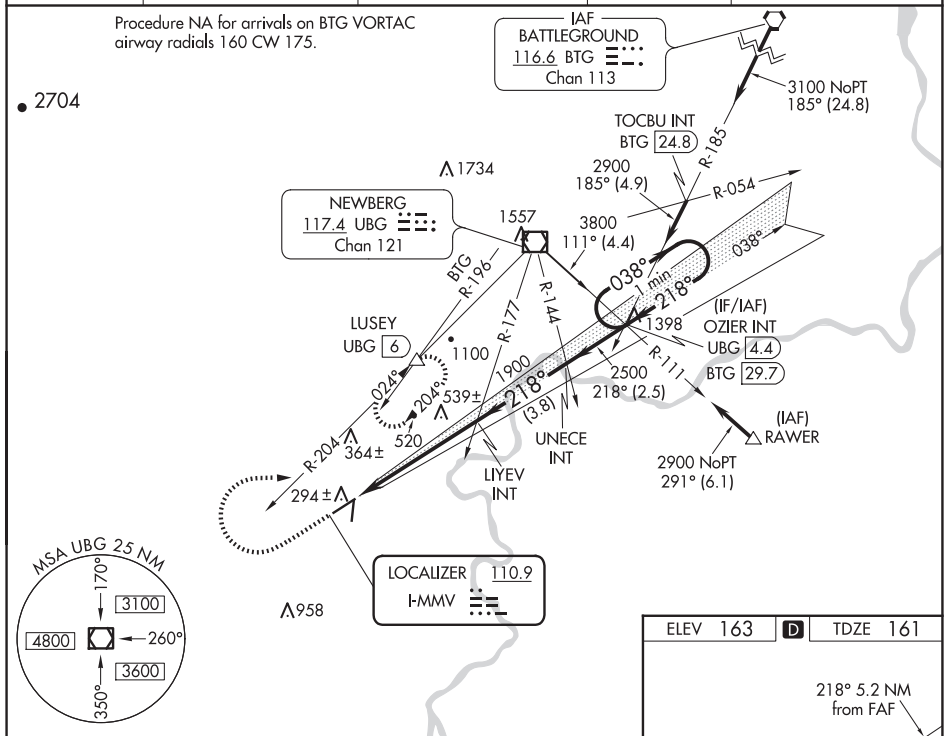 Procedure NA for arrivals on BTG VORTAC
airway radials 160 CW 175.
IAF
BATTLEGROUND
116.6 BTG
Chan 113
3100 NoPT
185° (24.8)
2704
TOCBU INT
BTG 24.8
R-185
1734
2900
185° (4.9)
R-054
NEWBERG
117.4 UBG
Chan 121
1557
3800
111° (4.4)
038°
038°
1 min
218°
BTG
R-196
R-177
R-144
(IF/IAF)
OZIER INT
UBG 4.4
BTG 29.7
1398
LUSEY
UBG 6
1100
R-111
1900
2500
218° (2.5)
024°
204°
539±
218°
(3.8)
(IAF)
RAWER
520
UNECE
INT
R-204
364±
2900 NoPT
291° (6.1)
LIYEV
INT
294±
MSA UBG 25 NM
170°
3100
4800
260°
3600
350°
LOCALIZER 110.9
I-MMV
958
ELEV 163 D TDZE 161
218° 5.2 NM
from FAF